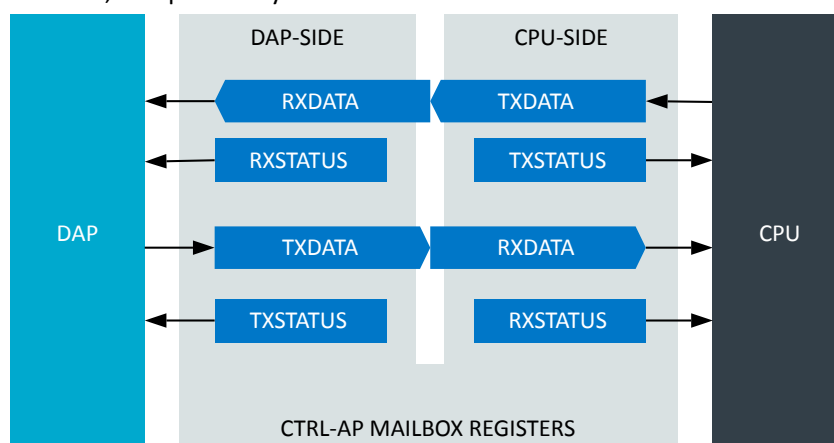 DAP-SIDE CPU-SIDE
RXDATA TXDATA
RXSTATUS TXSTATUS
DAP TXDATA RXDATA CPU
TXSTATUS RXSTATUS
CTRL-AP MAILBOX REGISTERS